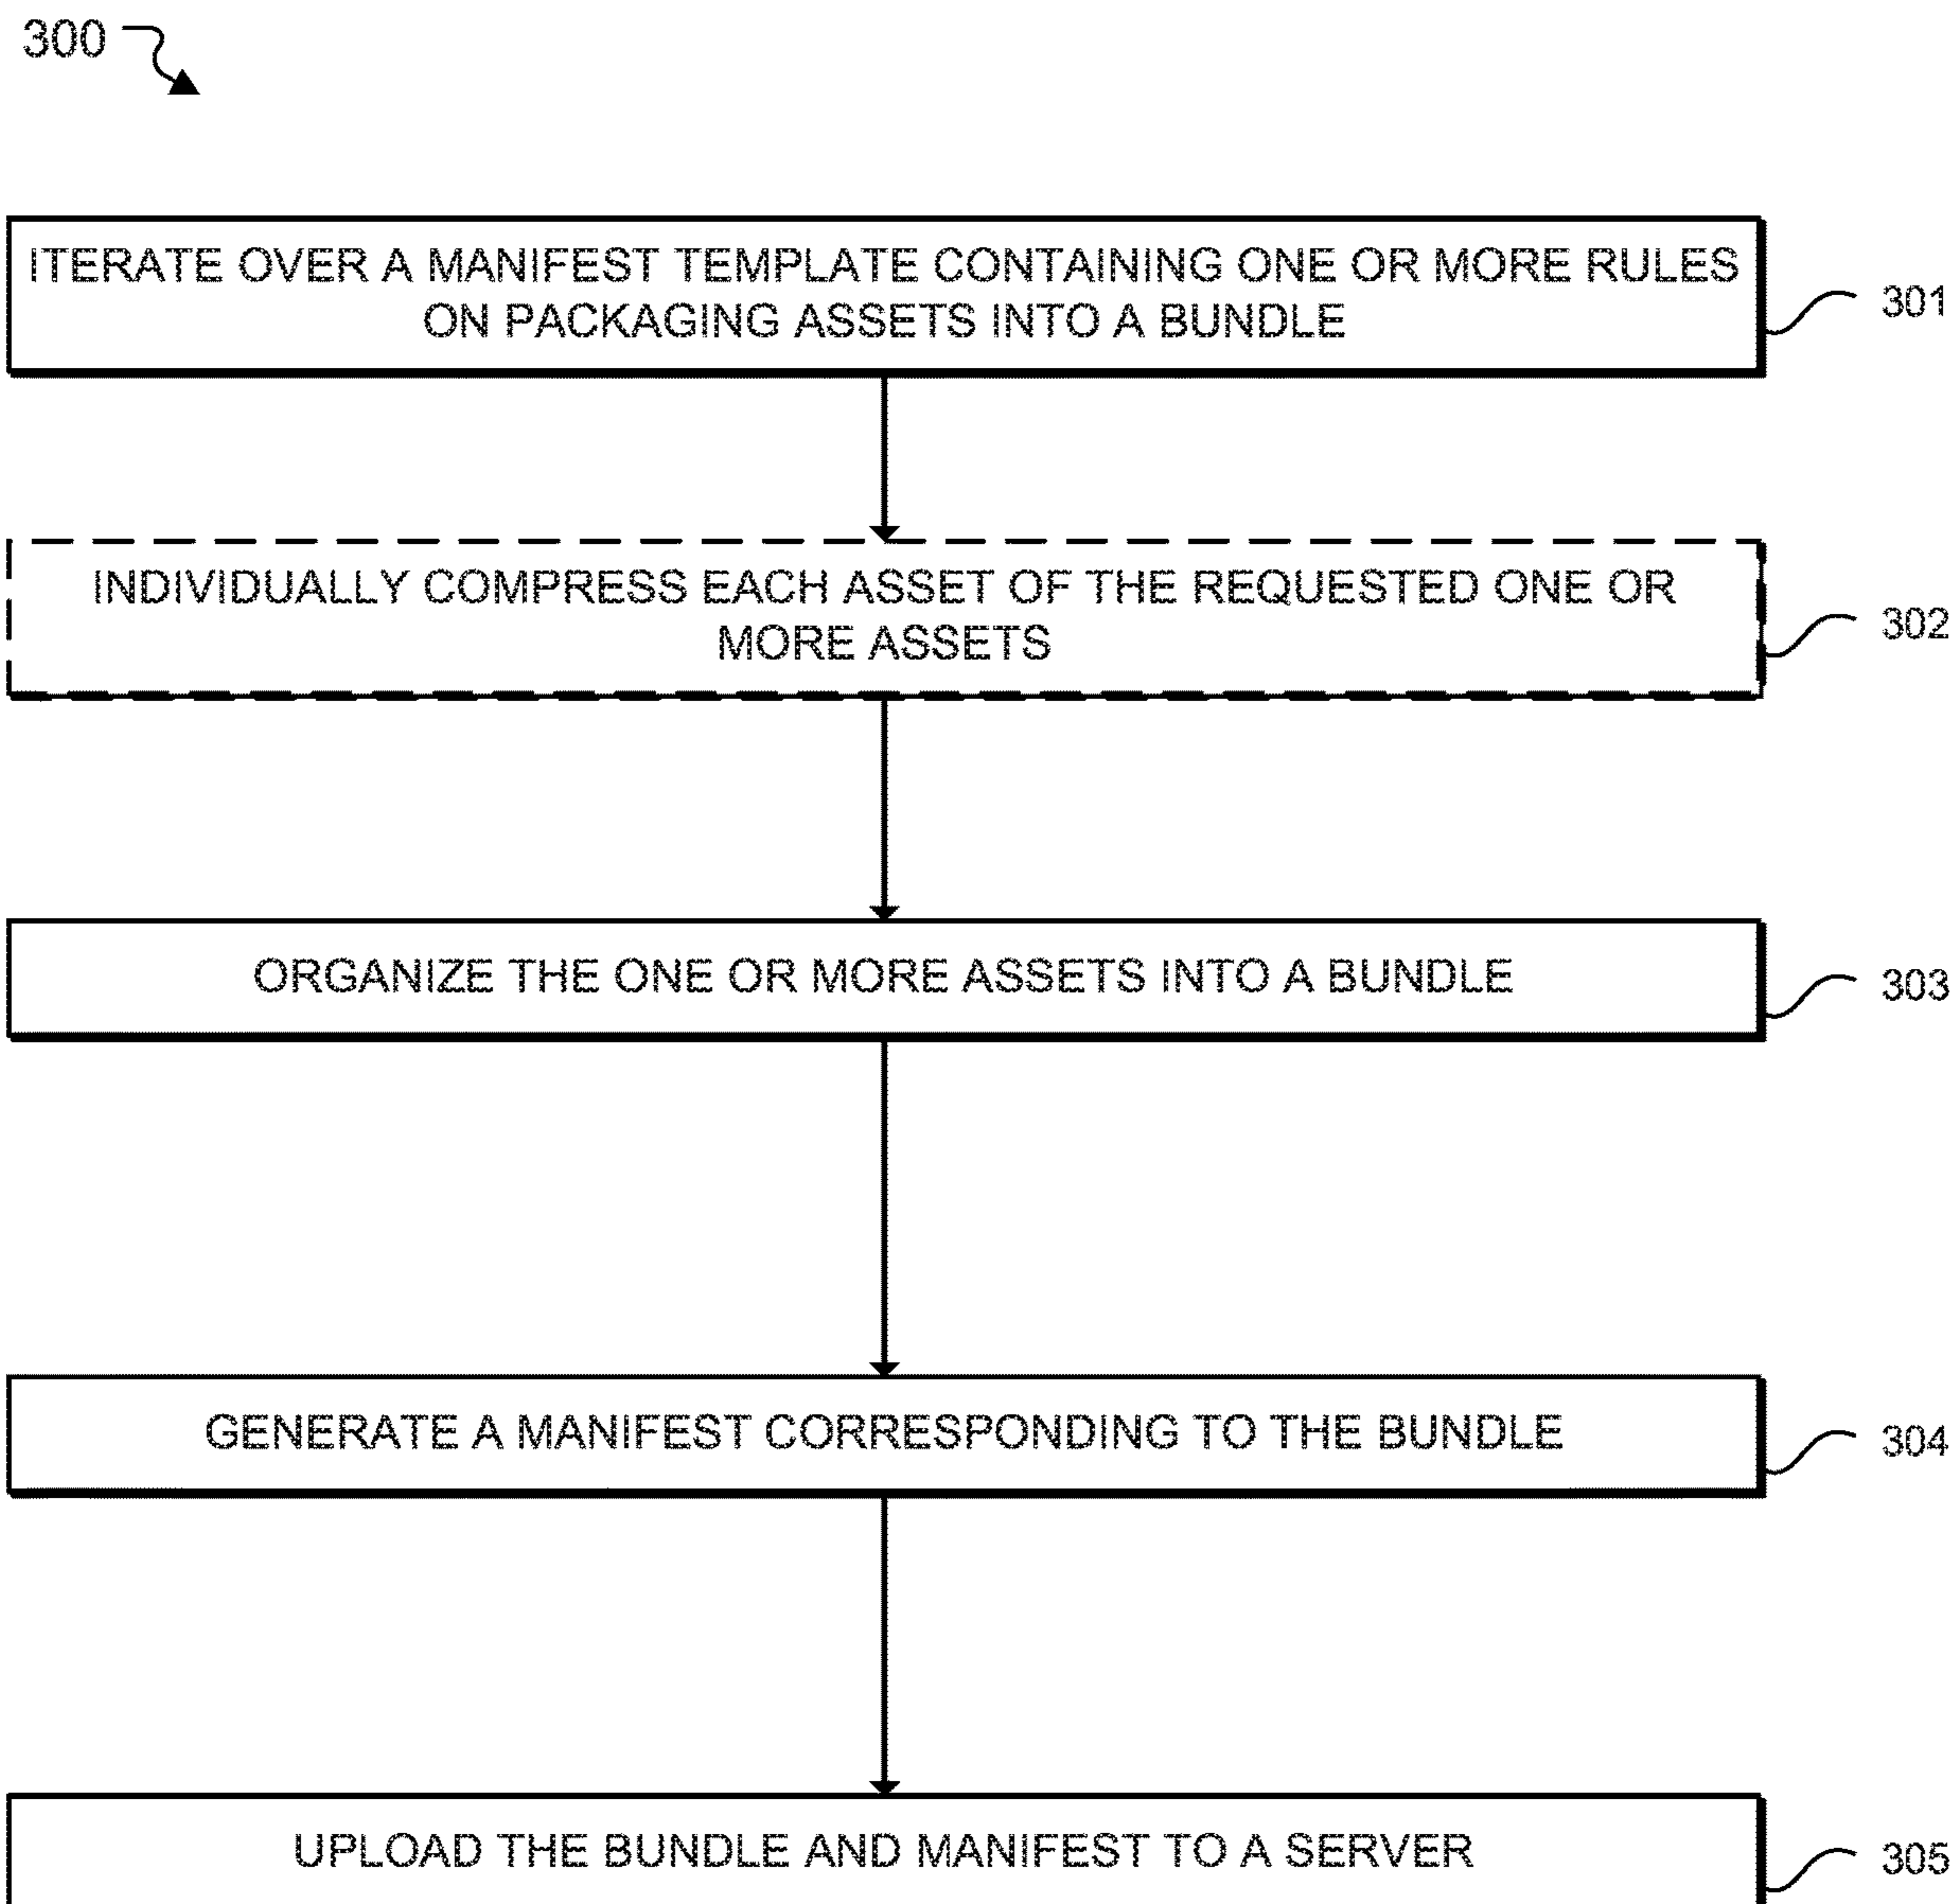 300
ITERATE OVER A MANIFEST TEMPLATE CONTAINING ONE OR MORE RULES
ON PACKAGING ASSETS INTO A BUNDLE
301
INDIVIDUALLY COMPRESS EACH ASSET OF THE REQUESTED ONE OR
MORE ASSETS
302
ORGANIZE THE ONE OR MORE ASSETS INTO A BUNDLE
303
GENERATE A MANIFEST CORRESPONDING TO THE BUNDLE
304
UPLOAD THE BUNDLE AND MANIFEST TO A SERVER
305